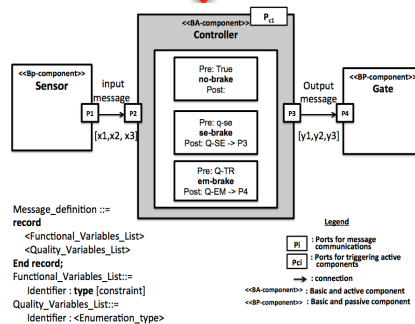 <<BA-component>>
Controller
P_c1
<<Bp-component>>
Sensor
input
message
P1
P2
[x1,x2, x3]
Pre: True
no-brake
Post:
Pre: q-se
se-brake
Post: Q-SE -> P3
Pre: Q-TR
em-brake
Post: Q-EM -> P4
Output
message
P3
P4
[y1,y2,y3]
<<BP-component>>
Gate
Message_definition ::=
record
<Functional_Variables_List>
<Quality_Variables_List>
End record;
Functional_Variables_List::=
Identifier : type [constraint]
Quality_Variables_List::=
Identifier : <Enumeration_type>
Legend
Pi : Ports for message
communications
Pci : Ports for triggering active
components
: connection
<<BA-component>> : Basic and active component
<<BP-component>> : Basic and passive component